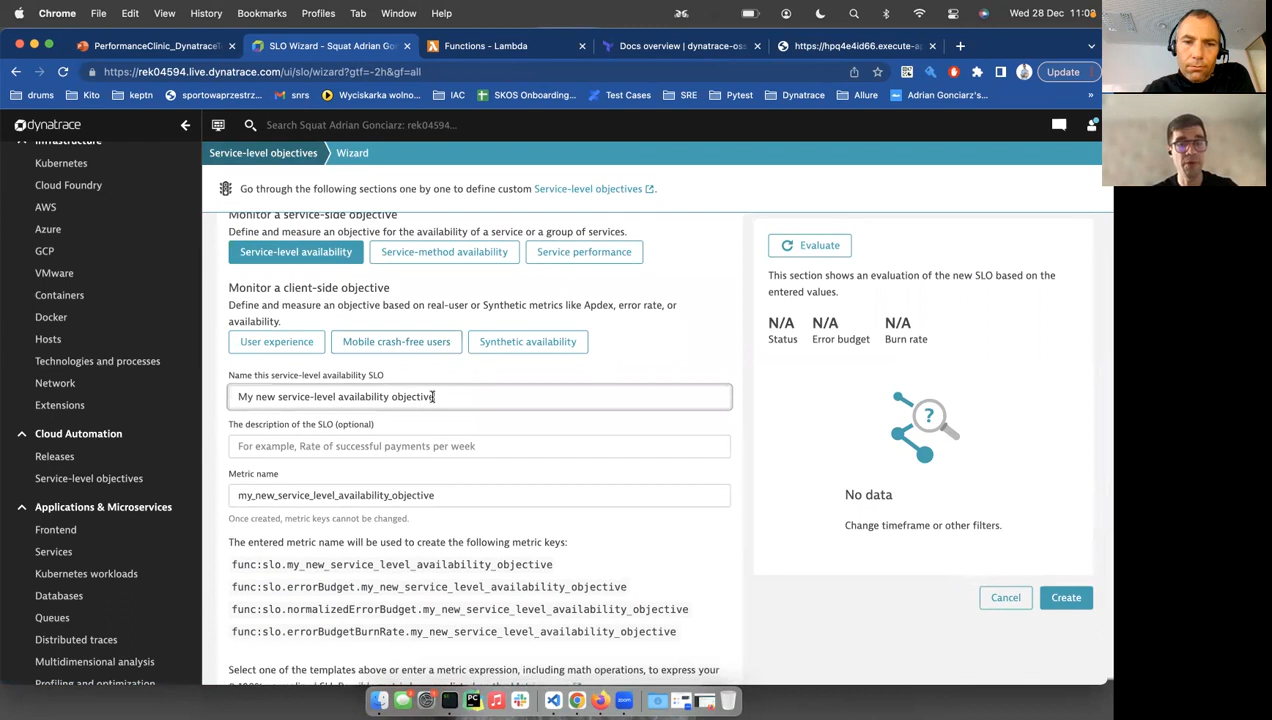 Chrome File Edit View History Bookmarks Profiles Tab Window Help
Wed 28 Dec 11:0
PerformanceClinic_DynatraceT
SLO Wizard - Squat Adrian Gon
Functions - Lambda
Docs overview | dynatrace-os
https://hpq4e4id66.execute-a
https://rek04594.live.dynatrace.com/ui/slo/wizard?gtf=-2h&gf=all
Update
drums Kito keptn sportowaprzestrz... snrs Wyciskarka wolno... IAC SKOS Onboarding... Test Cases SRE Pytest Dynatrace Allure Adrian Gonciarz's... »
dynatrace
Search Squat Adrian Gonciarz: rek04594...
Infrastructure
Kubernetes
Cloud Foundry
AWS
Azure
GCP
VMware
Containers
Docker
Hosts
Technologies and processes
Network
Extensions
Cloud Automation
Releases
Service-level objectives
Applications & Microservices
Frontend
Services
Kubernetes workloads
Databases
Queues
Distributed traces
Multidimensional analysis
Profiling and optimization
Service-level objectives
Wizard
Go through the following sections one by one to define custom Service-level objectives .
Monitor a service-side objective
Define and measure an objective for the availability of a service or a group of services.
Service-level availability
Service-method availability
Service performance
Monitor a client-side objective
Define and measure an objective based on real-user or Synthetic metrics like Apdex, error rate, or
availability.
User experience
Mobile crash-free users
Synthetic availability
Name this service-level availability SLO
My new service-level availability objective
The description of the SLO (optional)
For example, Rate of successful payments per week
Metric name
my_new_service_level_availability_objective
Once created, metric keys cannot be changed.
The entered metric name will be used to create the following metric keys:
func:slo.my_new_service_level_availability_objective
func:slo.errorBudget.my_new_service_level_availability_objective
func:slo.normalizedErrorBudget.my_new_service_level_availability_objective
func:slo.errorBudgetBurnRate.my_new_service_level_availability_objective
Select one of the templates above or enter a metric expression, including math operations, to express your
Evaluate
This section shows an evaluation of the new SLO based on the
entered values.
N/A N/A N/A
Status Error budget Burn rate
?
No data
Change timeframe or other filters.
Cancel
Create